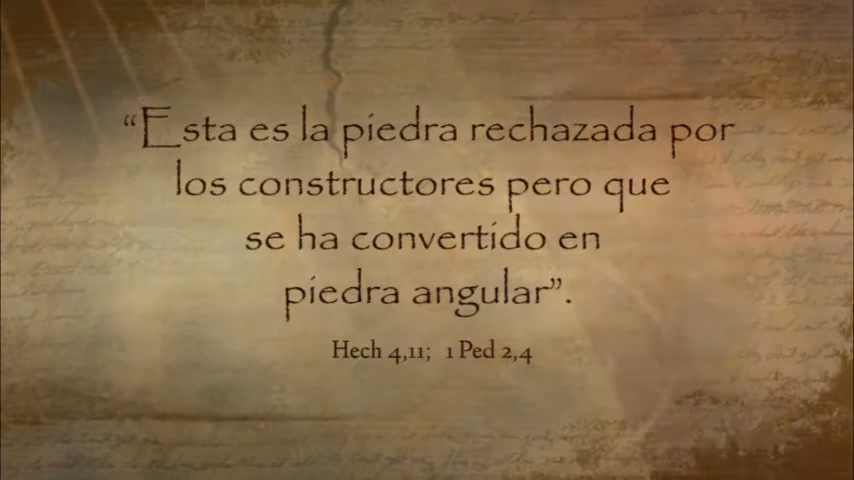 “Esta es la piedra rechazada por
los constructores pero que
se ha convertido en
piedra angular”.
Hech 4,11; 1 Ped 2,4